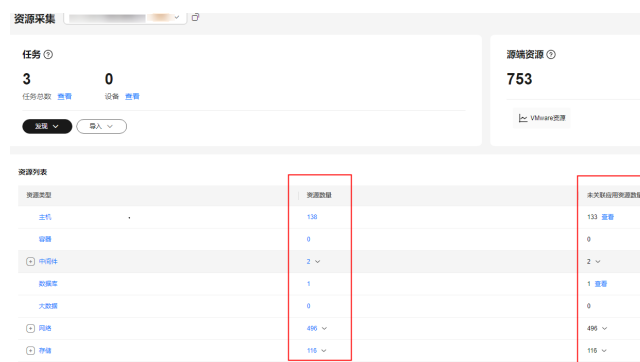 资源采集
任务
源端资源
3
0
753
任务总数 查看
设备 查看
发现
导入
VMware资源
资源列表
资源类型
资源数量
未关联应用资源数量
主机
138
133 查看
容器
0
0
中间件
2
2
数据库
1
1 查看
大数据
0
0
网络
496
496
存储
116
116